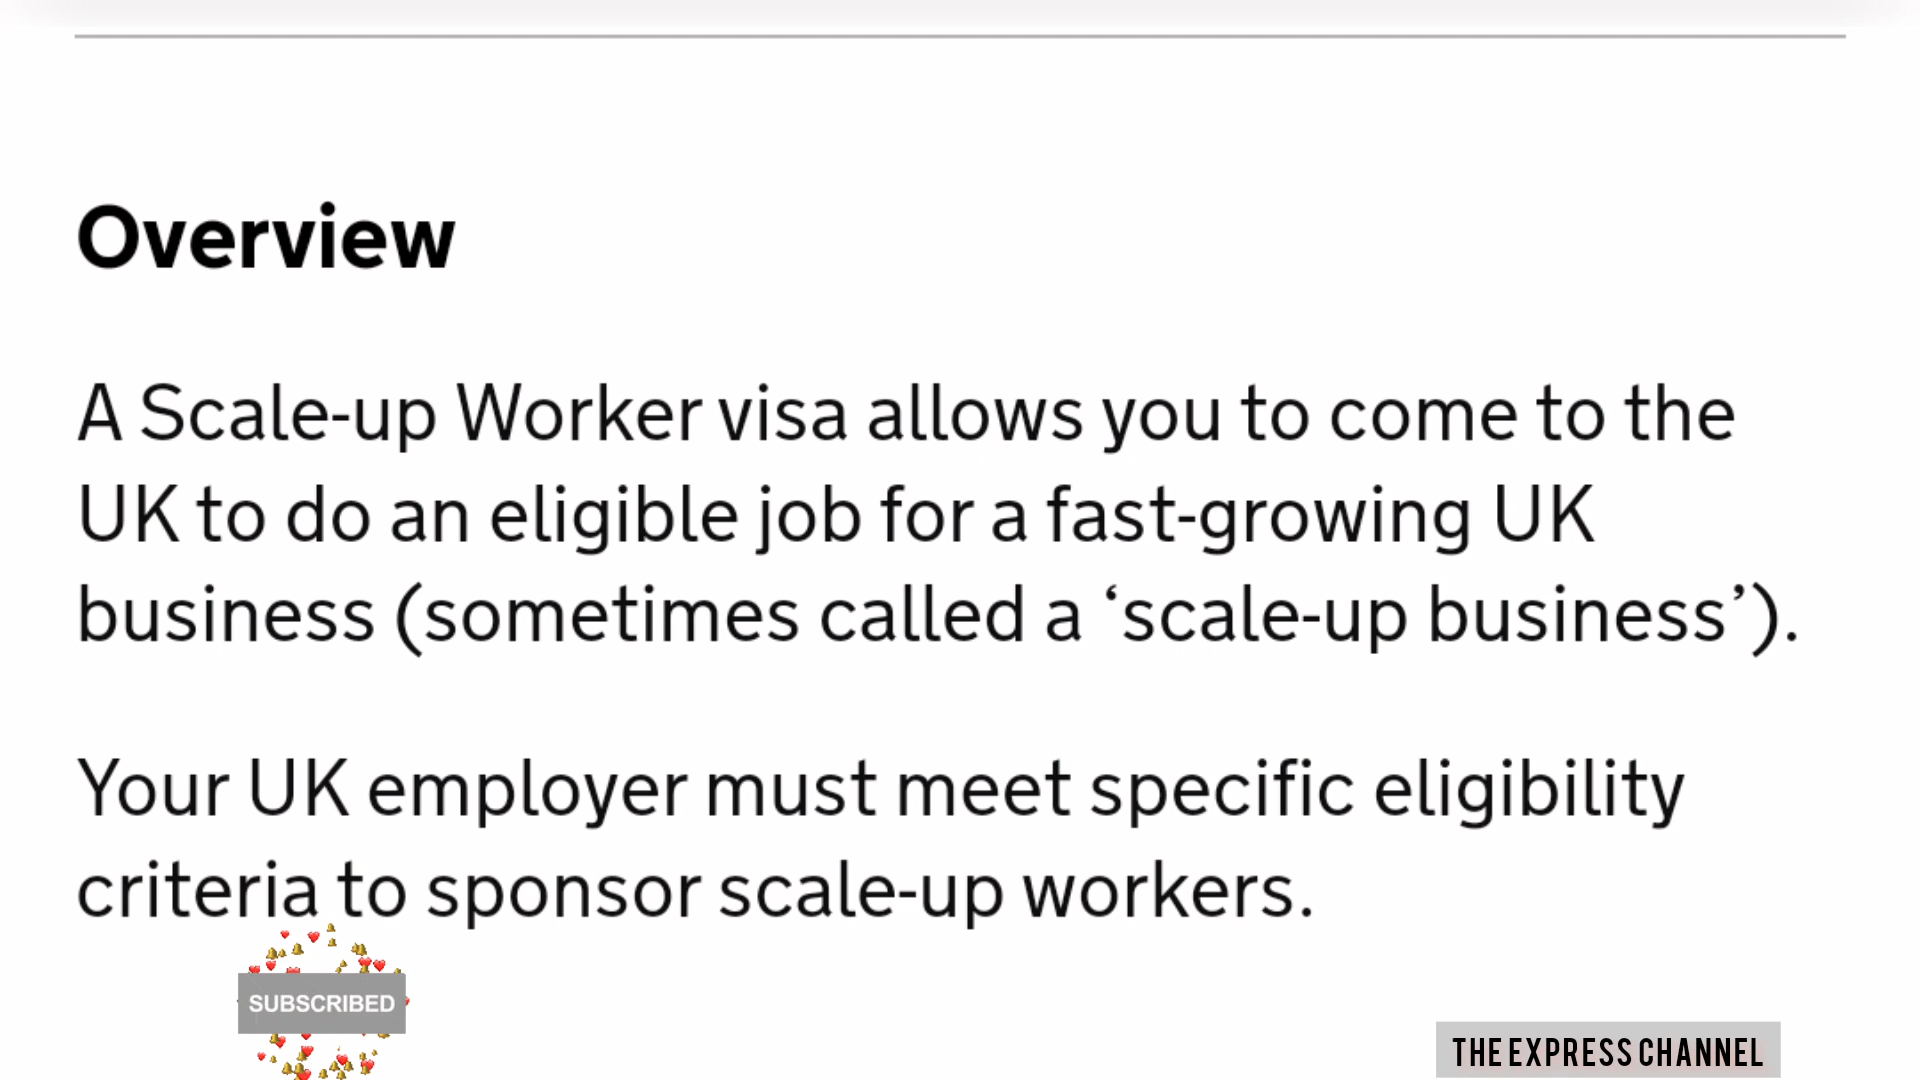 Overview
A Scale-up Worker visa allows you to come to the
UK to do an eligible job for a fast-growing UK
business (sometimes called a ‘scale-up business’).
Your UK employer must meet specific eligibility
criteria to sponsor scale-up workers.
SUBSCRIBED
THE EXPRESS CHANNEL